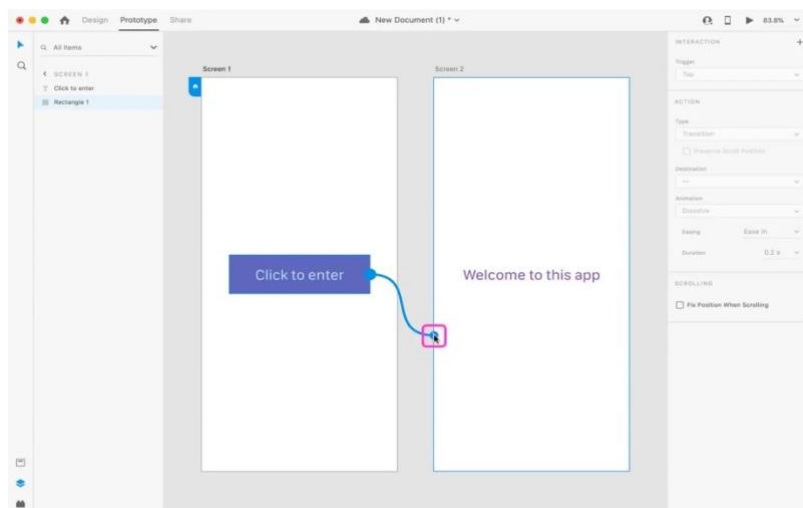 Design Prototype Share
New Document (1) *
83.8%
All Items
SCREEN 1
Click to enter
Rectangle 1
Screen 1
Click to enter
Screen 2
Welcome to this app
INTERACTION
Trigger
Tap
ACTION
Type
Transition
Preserve Scroll Position
Destination
Animation
Dissolve
Easing Ease In
Duration 0.2 s
SCROLLING
Fix Position When Scrolling